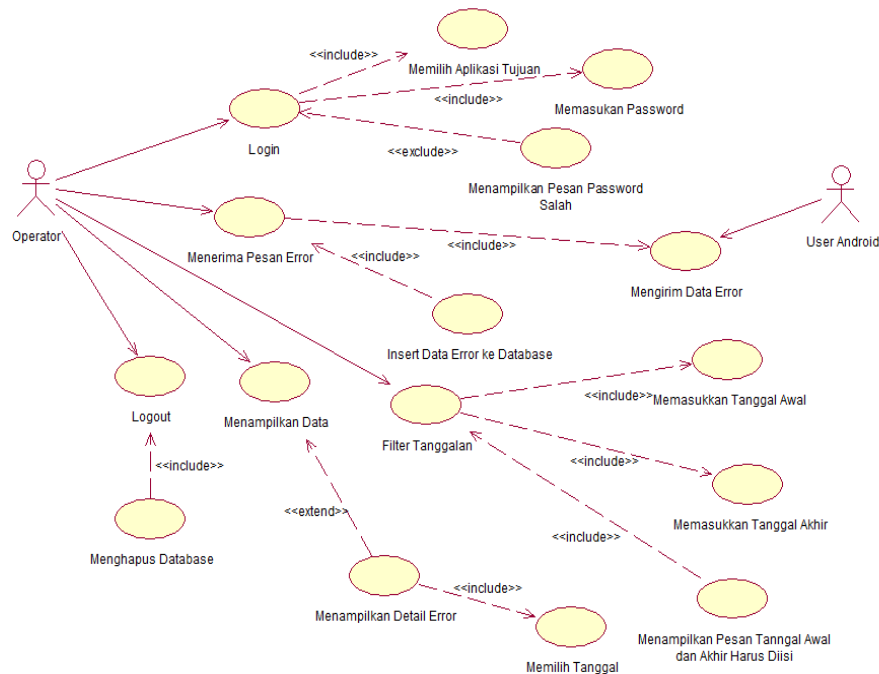 <<include>>
Memilih Aplikasi Tujuan
<<include>>
Memasukan Password
Login
<<exclude>>
Menampilkan Pesan Password
Salah
Operator
User Android
Menerima Pesan Error
<<include>>
<<include>>
Mengirim Data Error
Insert Data Error ke Database
<<include>>
Memasukkan Tanggal Awal
Logout
Menampilkan Data
Filter Tanggalan
<<include>>
<<include>>
Memasukkan Tanggal Akhir
<<extend>>
<<include>>
Menghapus Database
<<include>>
Menampilkan Detail Error
Menampilkan Pesan Tanngal Awal
dan Akhir Harus Diisi
Memilih Tanggal